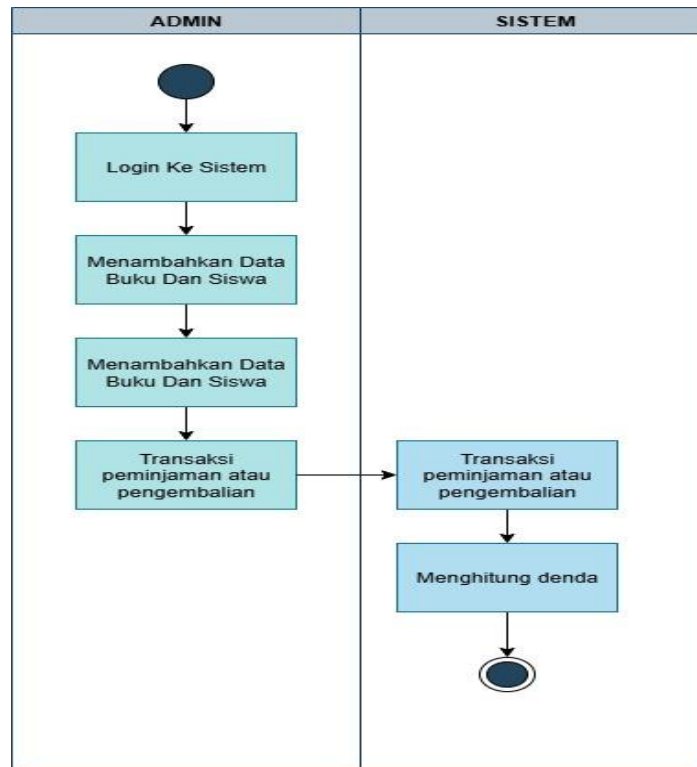 ADMIN
SISTEM
Login Ke Sistem
Menambahkan Data
Buku Dan Siswa
Menambahkan Data
Buku Dan Siswa
Transaksi
peminjaman atau
pengembalian
Transaksi
peminjaman atau
pengembalian
Menghitung denda